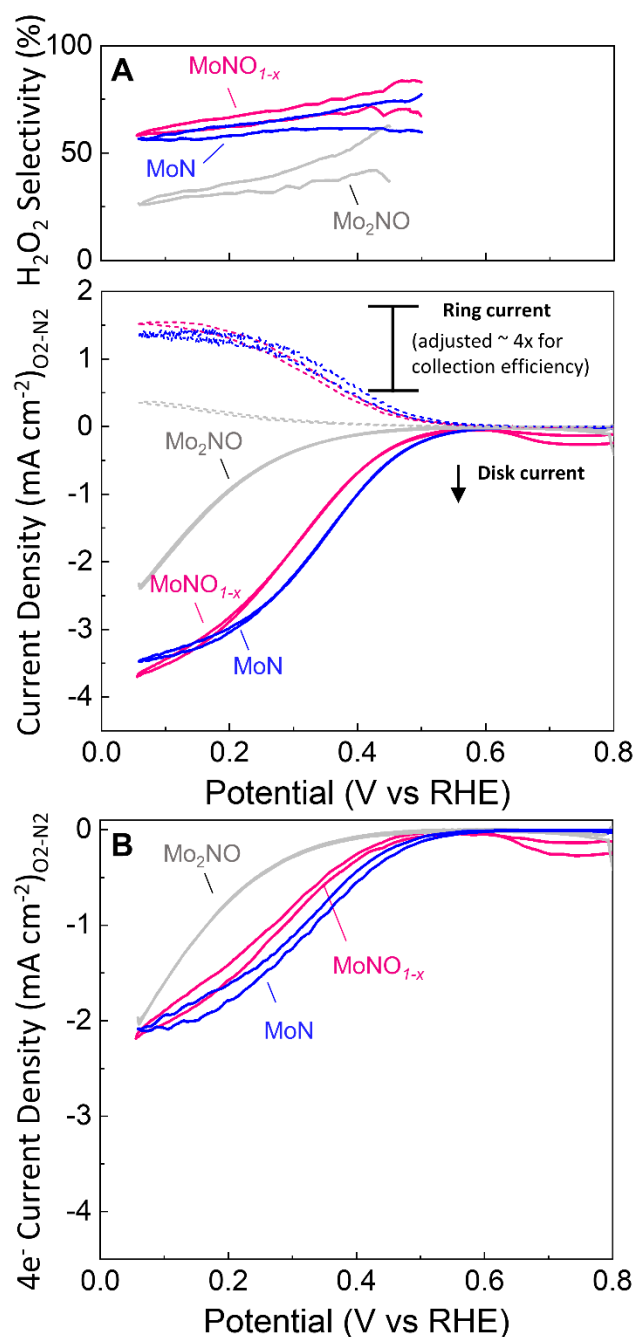 A
H₂O₂ Selectivity (%)
100
50
0
MoNO₁₋ₓ
MoN
Mo₂NO
Current Density (mA cm⁻²)O2-N2
2
1
0
-1
-2
-3
-4
Ring current
(adjusted ~ 4x for
collection efficiency)
Mo₂NO
Disk current
MoNO₁₋ₓ
MoN
0.0 0.2 0.4 0.6 0.8
Potential (V vs RHE)
B
4e⁻ Current Density (mA cm⁻²)O2-N2
0
-1
-2
-3
-4
Mo₂NO
MoNO₁₋ₓ
MoN
0.0 0.2 0.4 0.6 0.8
Potential (V vs RHE)